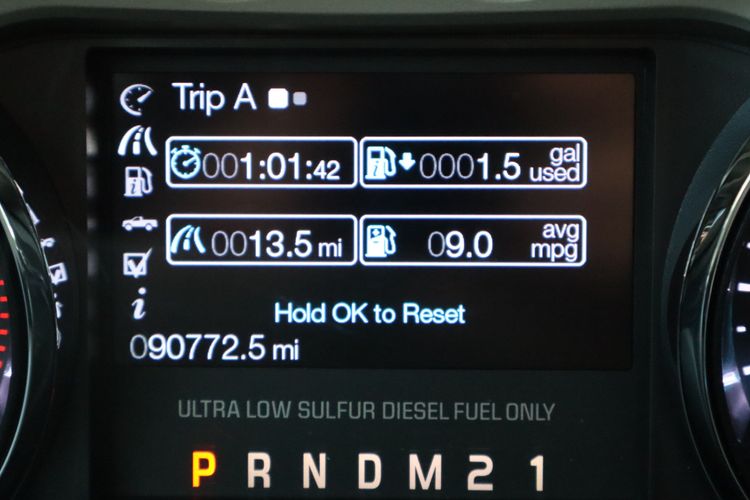 Trip A
001:01:42
0001.5 gal used
0013.5 mi
09.0 avg mpg
Hold OK to Reset
090772.5 mi
ULTRA LOW SULFUR DIESEL FUEL ONLY
P R N D M 2 1